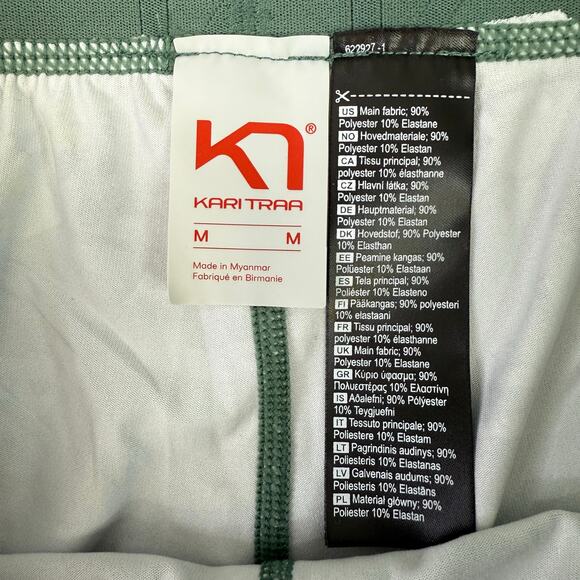 KN®
KARI TRAA
M M
Made in Myanmar
Fabriqué en Birmanie
622927-1
US Main fabric; 90%
Polyester 10% Elastane
NO Hovedmateriale; 90%
Polyester 10% Elastan
CA Tissu principal; 90%
polyester 10% élasthanne
CZ Hlavní látka; 90%
Polyester 10% Elastan
DE Hauptmaterial; 90%
Polyester 10% Elastan
DK Hovedstof; 90% Polyester
10% Elasthan
EE Peamine kangas; 90%
Polüester 10% Elastaan
ES Tela principal; 90%
Poliéster 10% Elasteno
FI Pääkangas; 90% polyesteri
10% elastaani
FR Tissu principal; 90%
polyester 10% élasthanne
UK Main fabric; 90%
Polyester 10% Elastane
GR Κύριο ύφασμα; 90%
Πολυεστέρας 10% Ελαστίνη
IS Aðalefni; 90% Pólýester
10% Teygjuefni
IT Tessuto principale; 90%
Poliestere 10% Elastam
LT Pagrindinis audinys; 90%
Poliesteris 10% Elastanas
LV Galvenais audums; 90%
Poliesteris 10% Elastāns
PL Materiał główny; 90%
Poliester 10% Elastan